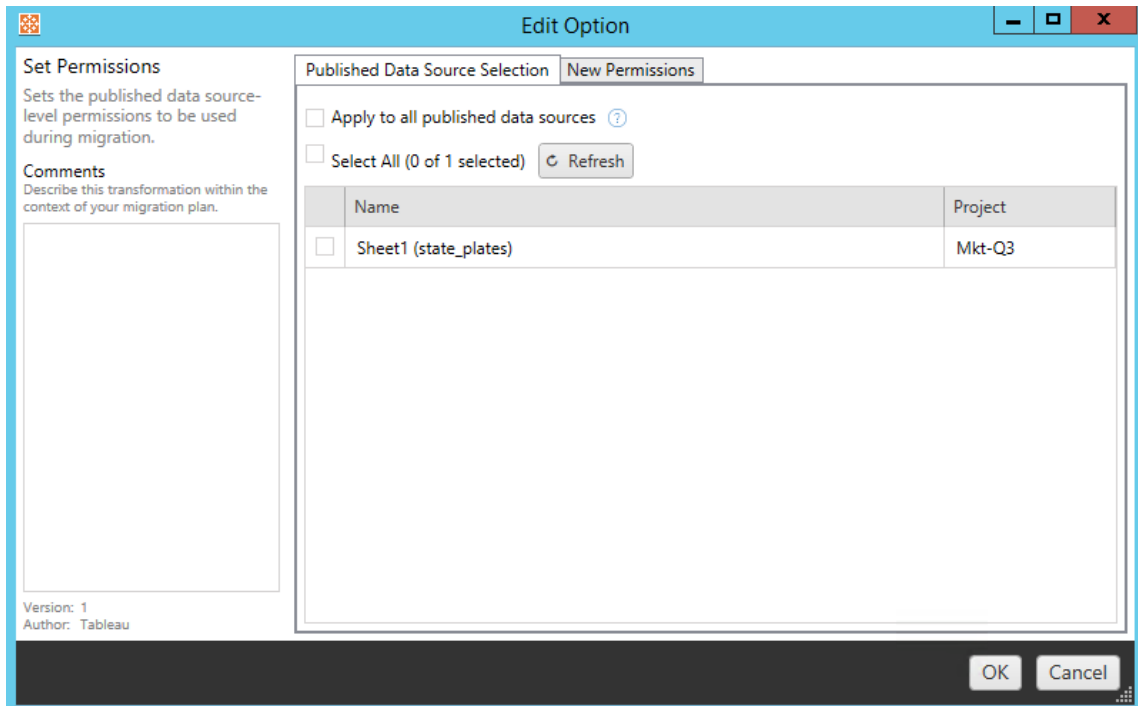 Edit Option
Set Permissions
Sets the published data source-
level permissions to be used
during migration.
Comments
Describe this transformation within the
context of your migration plan.
Version: 1
Author: Tableau
Published Data Source Selection New Permissions
Apply to all published data sources ?
Select All (0 of 1 selected) Refresh
Name Project
Sheet1 (state_plates) Mkt-Q3
OK Cancel